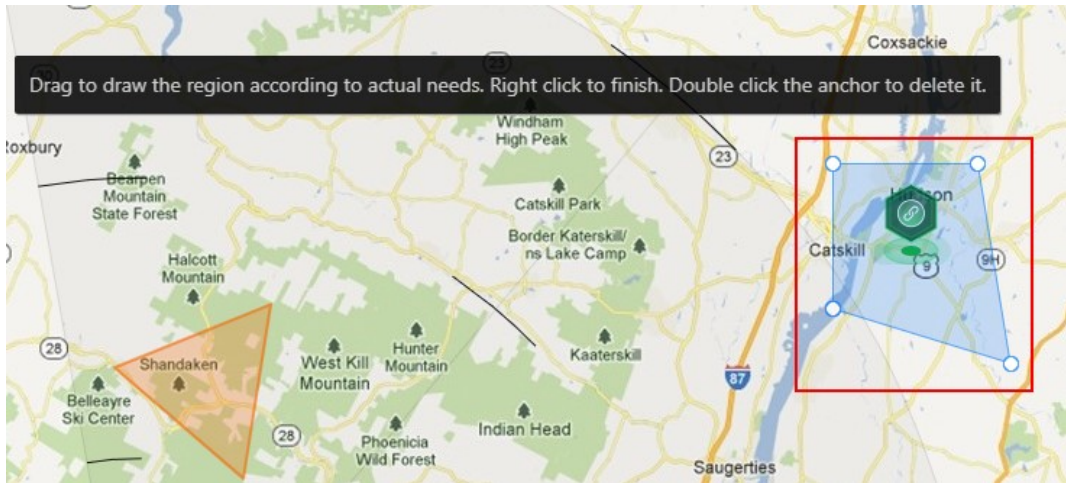 Coxsackie
23
Drag to draw the region according to actual needs. Right click to finish. Double click the anchor to delete it.
Windham
High Peak
23
Bearpen
Mountain
State Forest
Catskill Park
Border Katerskill/
ns Lake Camp
Catskill
9
9H
Halcott
Mountain
28
Shandaken
West Kill
Mountain
Hunter
Mountain
Kaaterskill
87
Belleayre
Ski Center
28
Phoenicia
Wild Forest
Indian Head
Saugerties